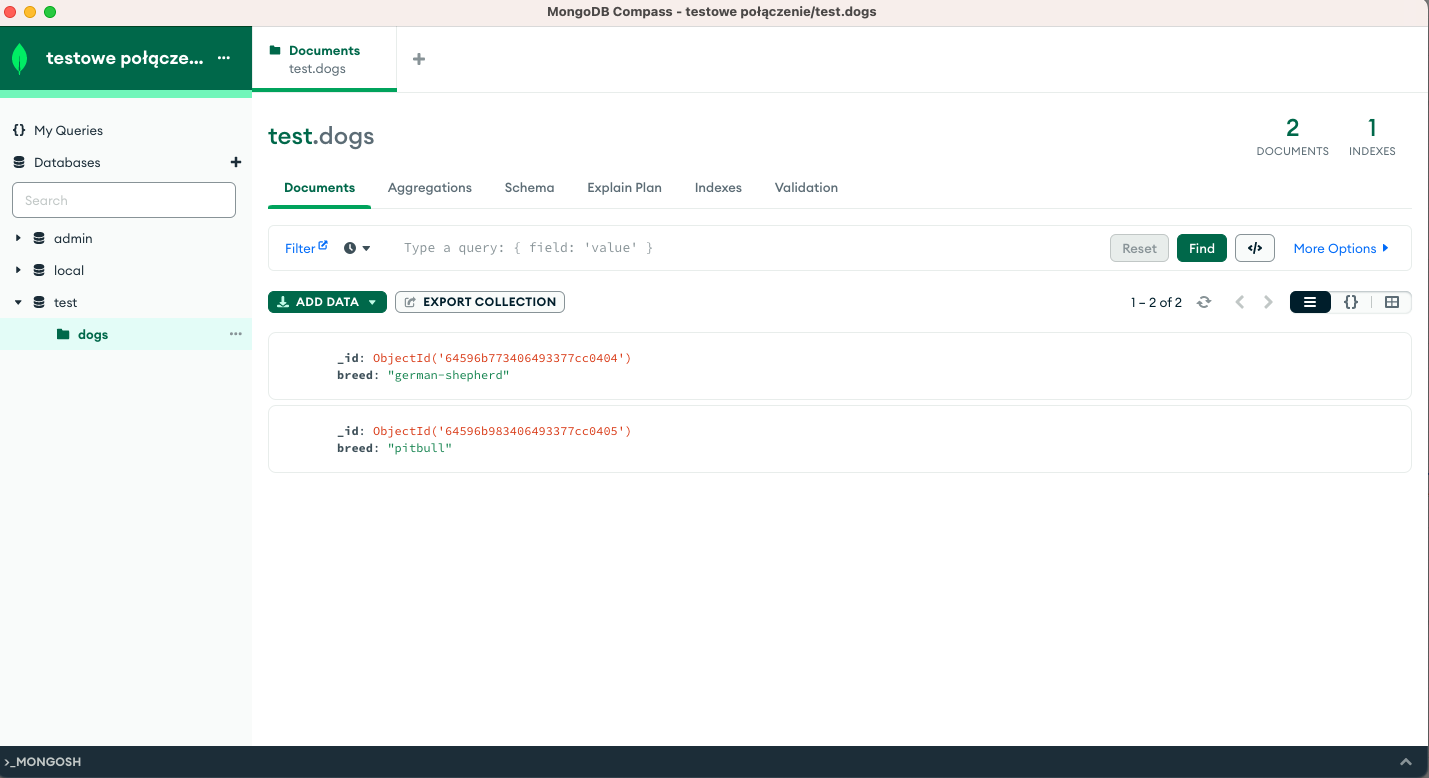 MongoDB Compass - testowe połączenie/test.dogs
testowe połącze... ...
Documents
test.dogs
+
{} My Queries
Databases +
Search
admin
local
test
dogs ...
test.dogs
2
DOCUMENTS
1
INDEXES
Documents Aggregations Schema Explain Plan Indexes Validation
Filter Type a query: { field: 'value' } Reset Find </> More Options
ADD DATA EXPORT COLLECTION 1 – 2 of 2 {}
_id: ObjectId('64596b773406493377cc0404')
breed: "german-shepherd"
_id: ObjectId('64596b983406493377cc0405')
breed: "pitbull"
>_MONGOSH